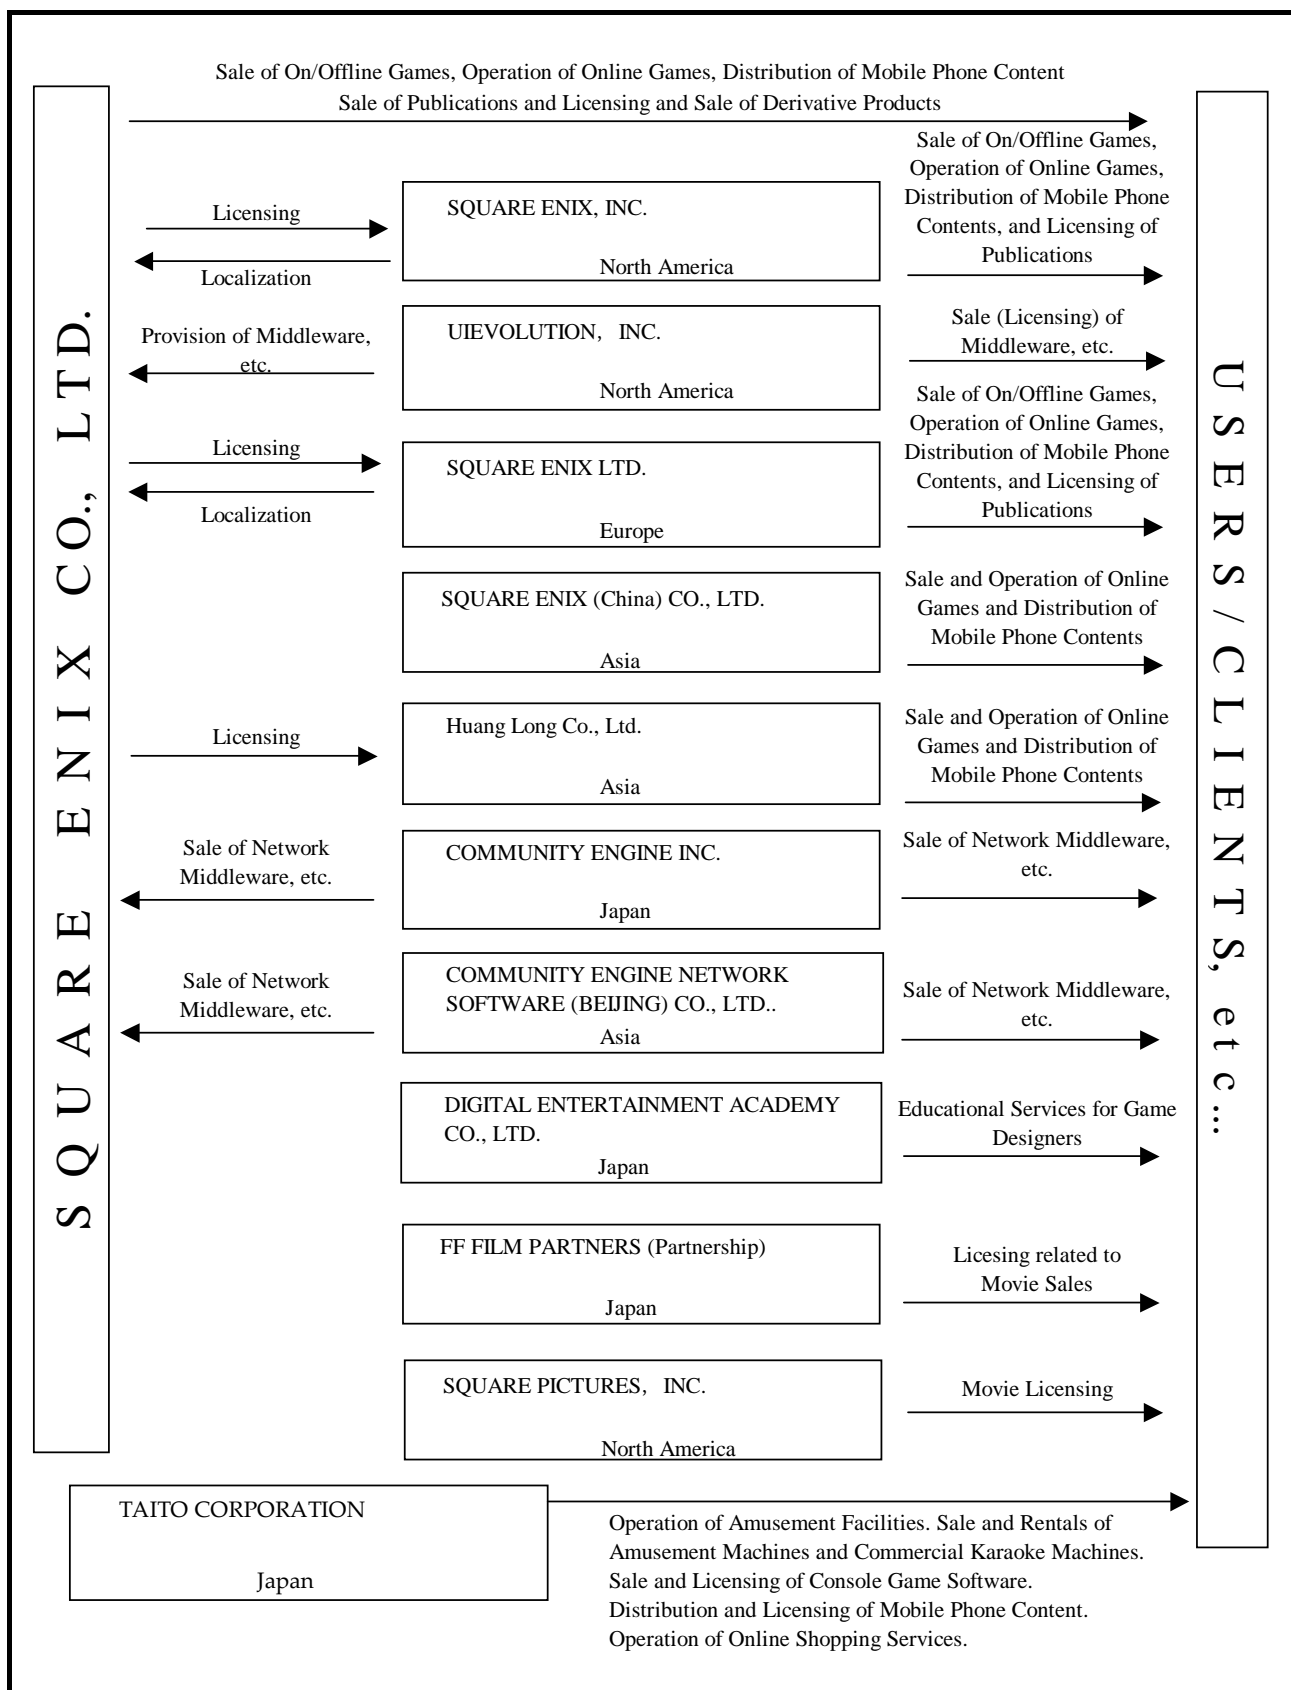 Sale of On/Offline Games, Operation of Online Games, Distribution of Mobile Phone Content
Sale of Publications and Licensing and Sale of Derivative Products
SQUARE ENIX CO., LTD.
USERS/CLIENTS, etc…
Licensing
Localization
SQUARE ENIX, INC.
North America
Sale of On/Offline Games,
Operation of Online Games,
Distribution of Mobile Phone
Contents, and Licensing of
Publications
Provision of Middleware,
etc.
UIEVOLUTION, INC.
North America
Sale (Licensing) of
Middleware, etc.
Licensing
Localization
SQUARE ENIX LTD.
Europe
Sale of On/Offline Games,
Operation of Online Games,
Distribution of Mobile Phone
Contents, and Licensing of
Publications
SQUARE ENIX (China) CO., LTD.
Asia
Sale and Operation of Online
Games and Distribution of
Mobile Phone Contents
Licensing
Huang Long Co., Ltd.
Asia
Sale and Operation of Online
Games and Distribution of
Mobile Phone Contents
Sale of Network
Middleware, etc.
COMMUNITY ENGINE INC.
Japan
Sale of Network Middleware,
etc.
Sale of Network
Middleware, etc.
COMMUNITY ENGINE NETWORK
SOFTWARE (BEIJING) CO., LTD..
Asia
Sale of Network Middleware,
etc.
DIGITAL ENTERTAINMENT ACADEMY
CO., LTD.
Japan
Educational Services for Game
Designers
FF FILM PARTNERS (Partnership)
Japan
Licesing related to
Movie Sales
SQUARE PICTURES, INC.
North America
Movie Licensing
TAITO CORPORATION
Japan
Operation of Amusement Facilities. Sale and Rentals of
Amusement Machines and Commercial Karaoke Machines.
Sale and Licensing of Console Game Software.
Distribution and Licensing of Mobile Phone Content.
Operation of Online Shopping Services.